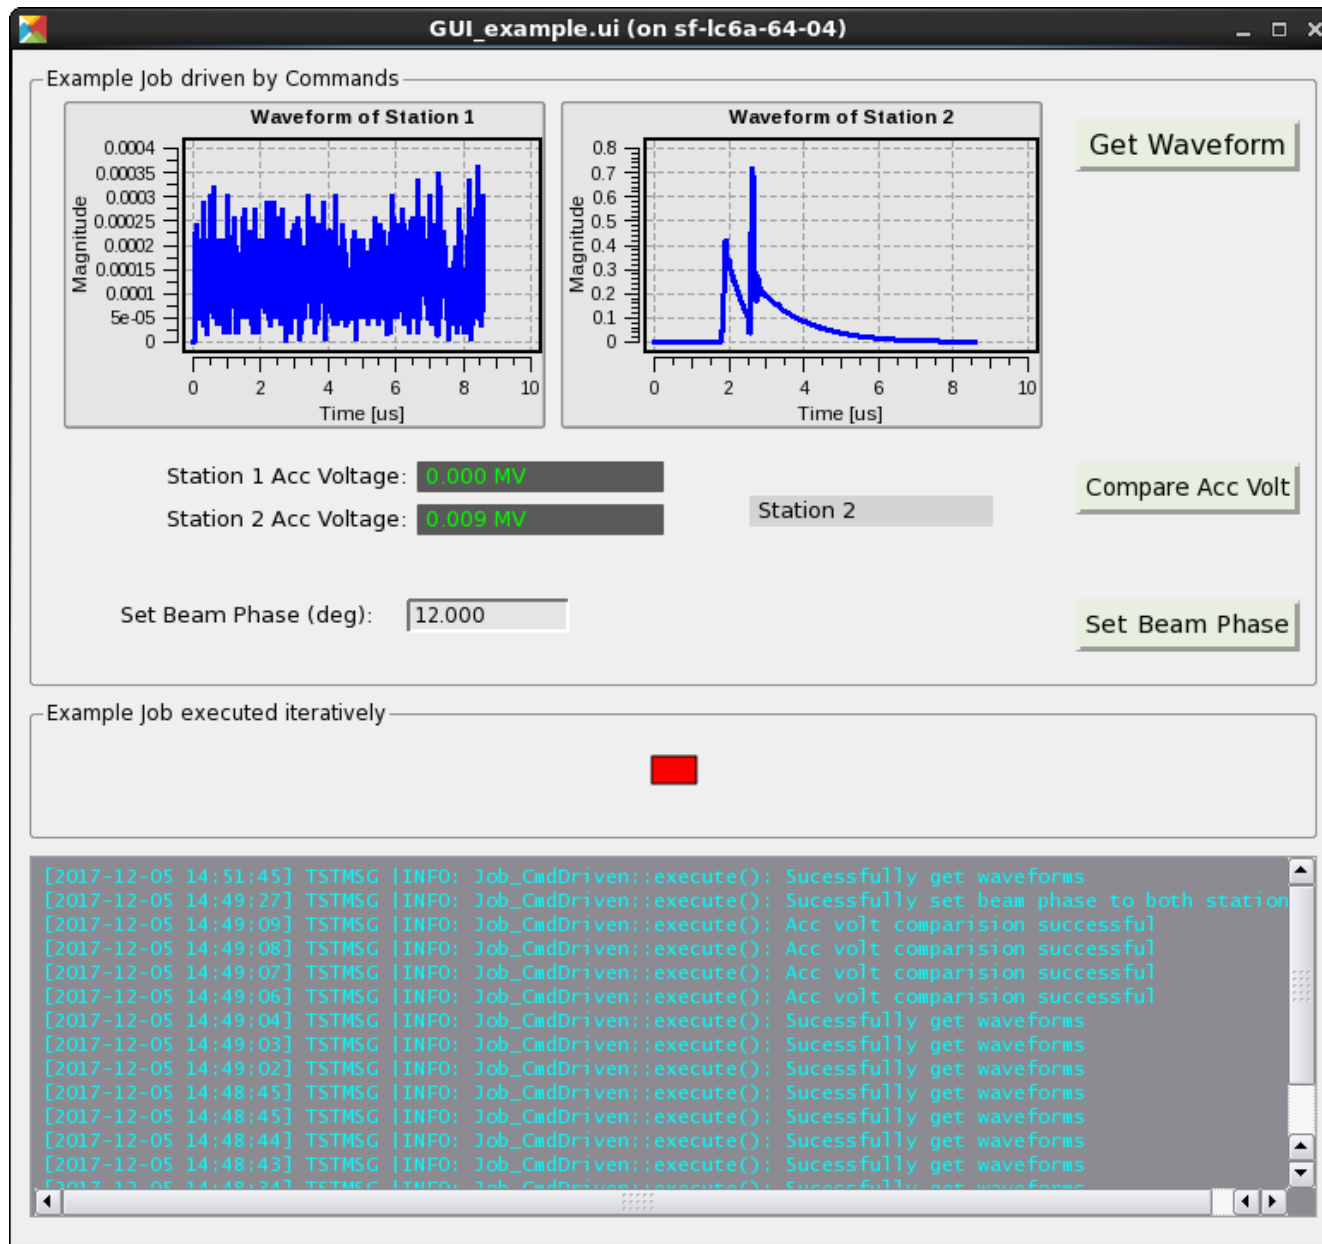 GUI_example.ui (on sf-lc6a-64-04)
Example Job driven by Commands
Waveform of Station 1
Magnitude
0.0004
0.00035
0.0003
0.00025
0.0002
0.00015
0.0001
5e-05
0
0 2 4 6 8 10
Time [us]
Waveform of Station 2
Magnitude
0.8
0.7
0.6
0.5
0.4
0.3
0.2
0.1
0
0 2 4 6 8 10
Time [us]
Get Waveform
Station 1 Acc Voltage: 0.000 MV
Station 2 Acc Voltage: 0.009 MV
Station 2
Compare Acc Volt
Set Beam Phase (deg): 12.000
Set Beam Phase
Example Job executed iteratively
[2017-12-05 14:51:45] TSTMSG |INFO: Job_CmdDriven::execute(): Sucessfully get waveforms
[2017-12-05 14:49:27] TSTMSG |INFO: Job_CmdDriven::execute(): Sucessfully set beam phase to both station
[2017-12-05 14:49:09] TSTMSG |INFO: Job_CmdDriven::execute(): Acc volt comparision successful
[2017-12-05 14:49:08] TSTMSG |INFO: Job_CmdDriven::execute(): Acc volt comparision successful
[2017-12-05 14:49:07] TSTMSG |INFO: Job_CmdDriven::execute(): Acc volt comparision successful
[2017-12-05 14:49:06] TSTMSG |INFO: Job_CmdDriven::execute(): Acc volt comparision successful
[2017-12-05 14:49:04] TSTMSG |INFO: Job_CmdDriven::execute(): Sucessfully get waveforms
[2017-12-05 14:49:03] TSTMSG |INFO: Job_CmdDriven::execute(): Sucessfully get waveforms
[2017-12-05 14:49:02] TSTMSG |INFO: Job_CmdDriven::execute(): Sucessfully get waveforms
[2017-12-05 14:48:45] TSTMSG |INFO: Job_CmdDriven::execute(): Sucessfully get waveforms
[2017-12-05 14:48:45] TSTMSG |INFO: Job_CmdDriven::execute(): Sucessfully get waveforms
[2017-12-05 14:48:44] TSTMSG |INFO: Job_CmdDriven::execute(): Sucessfully get waveforms
[2017-12-05 14:48:43] TSTMSG |INFO: Job_CmdDriven::execute(): Sucessfully get waveforms
[2017-12-05 14:48:34] TSTMSG |INFO: Job_CmdDriven::execute(): Sucessfully get waveforms